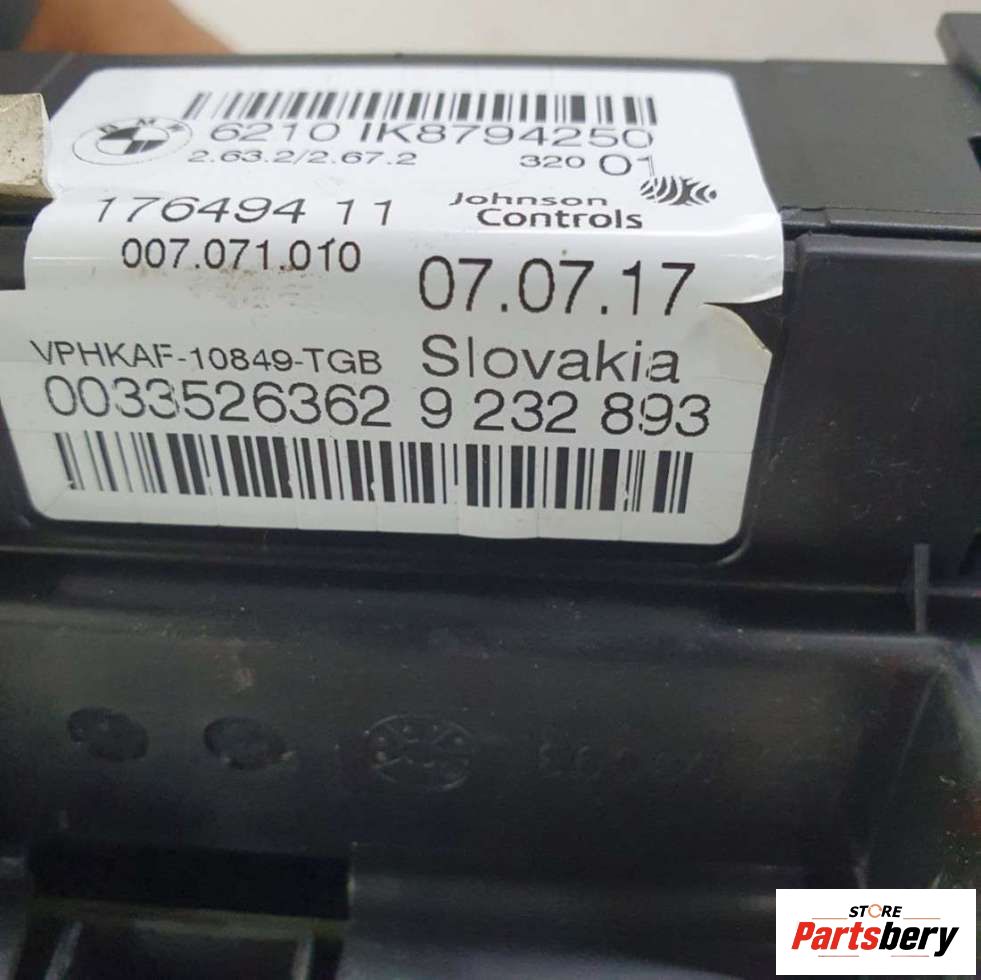 BMW
6210 IK8794250
2.63.2/2.67.2 320 01
176494 11 Johnson Controls
007.071.010 07.07.17
VPHKAF-10849-TGB Slovakia
0033526362 9 232 893
STORE
Partsbery